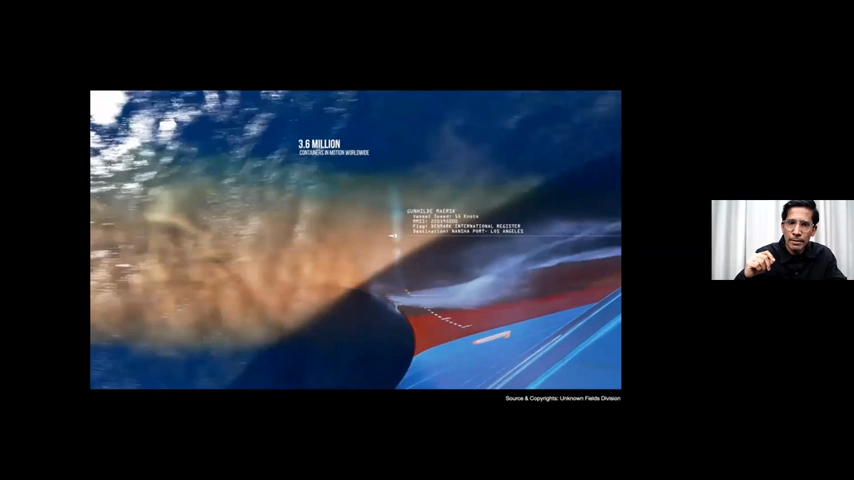 3.6 MILLION
CONTAINERS IN MOTION WORLDWIDE
GUNHILDE MAERSK
Vessel Speed: 15 Knots
Flag: DENMARK INTERNATIONAL REGISTER
Destination: NANSHA PORT- LOS ANGELES
Source & Copyrights: Unknown Fields Division